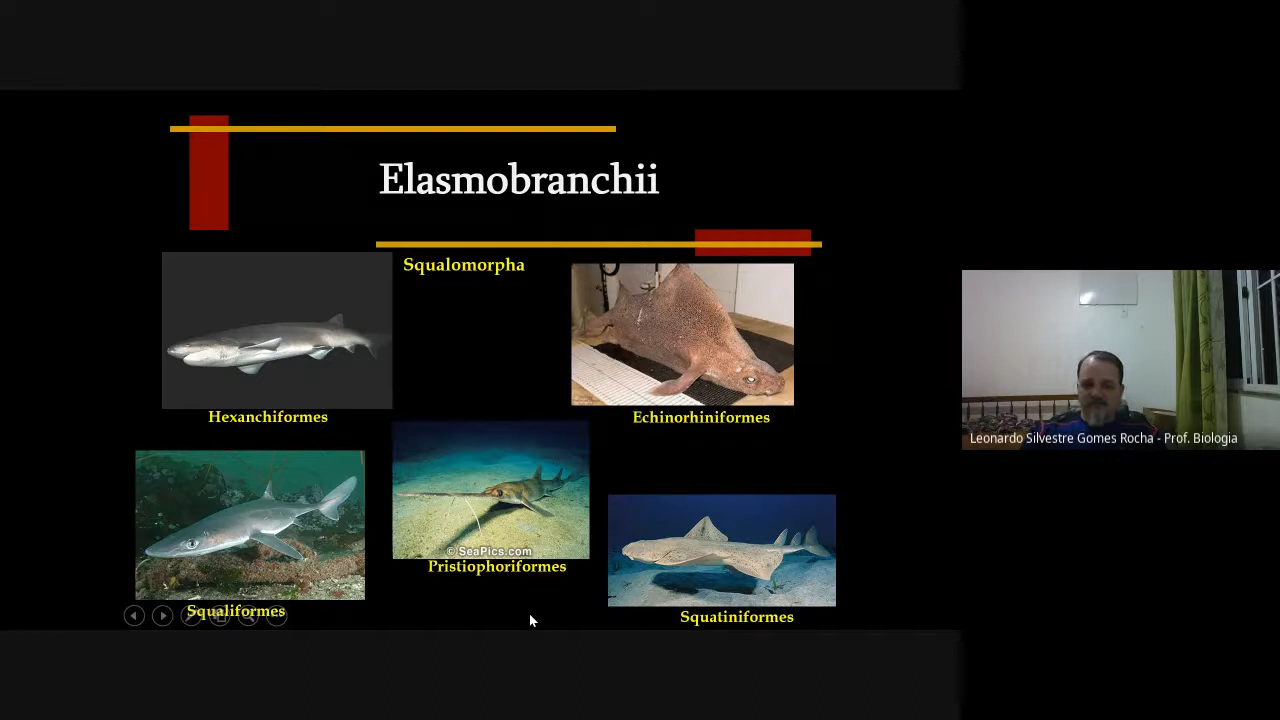 Elasmobranchii
Squalomorpha
Hexanchiformes
Echinorhiniformes
Leonardo Silvestre Gomes Rocha - Prof. Biologia
© SeaPics.com
Pristiophoriformes
Squaliformes
Squatiniformes